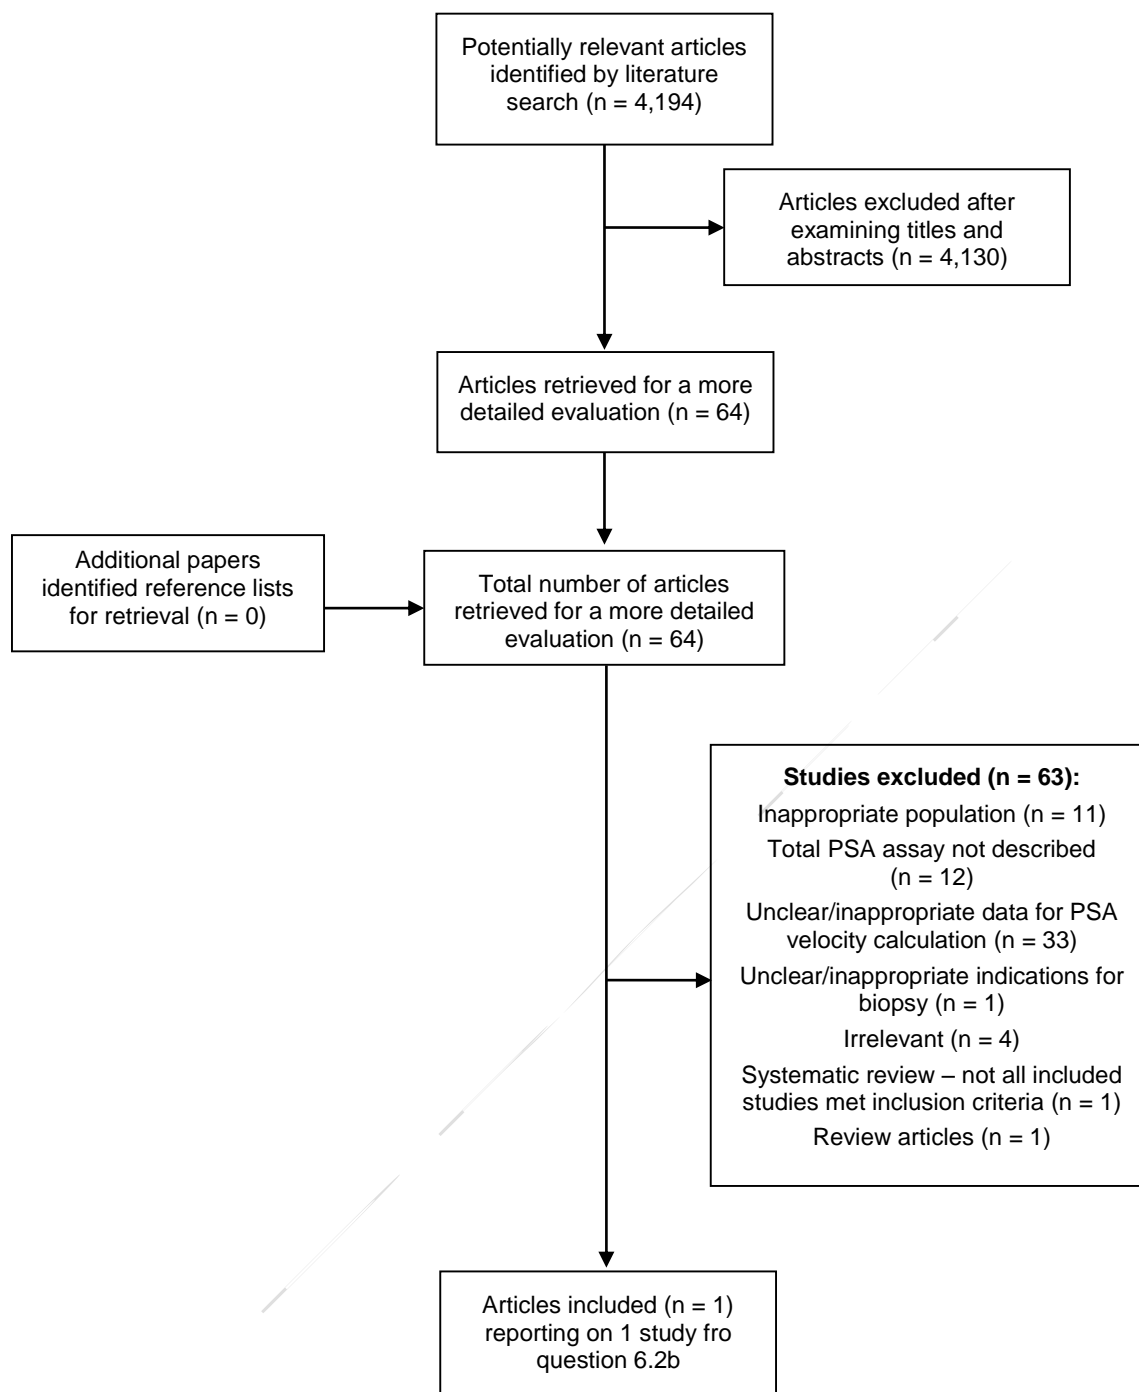 Potentially relevant articles
identified by literature
search (n = 4,194)
Articles excluded after
examining titles and
abstracts (n = 4,130)
Articles retrieved for a more
detailed evaluation (n = 64)
Additional papers
identified reference lists
for retrieval (n = 0)
Total number of articles
retrieved for a more detailed
evaluation (n = 64)
Studies excluded (n = 63):
Inappropriate population (n = 11)
Total PSA assay not described
(n = 12)
Unclear/inappropriate data for PSA
velocity calculation (n = 33)
Unclear/inappropriate indications for
biopsy (n = 1)
Irrelevant (n = 4)
Systematic review – not all included
studies met inclusion criteria (n = 1)
Review articles (n = 1)
Articles included (n = 1)
reporting on 1 study fro
question 6.2b